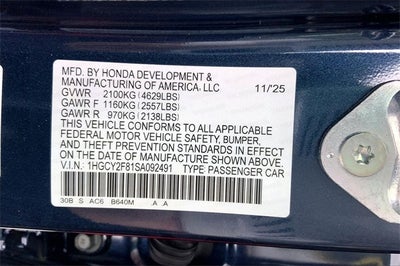 MFD. BY HONDA DEVELOPMENT &
MANUFACTURING OF AMERICA, LLC 11/25
GVWR 2100KG(4629LBS)
GAWR F 1160KG(2557LBS)
GAWR R 970KG(2138LBS)
THIS VEHICLE CONFORMS TO ALL APPLICABLE
FEDERAL MOTOR VEHICLE SAFETY, BUMPER,
AND THEFT PREVENTION STANDARDS IN EFFECT
ON THE DATE OF MANUFACTURE SHOWN ABOVE.
V.I.N.: 1HGCY2F81SA092491 TYPE:PASSENGER CAR
30B S AC6 B640M .A .A